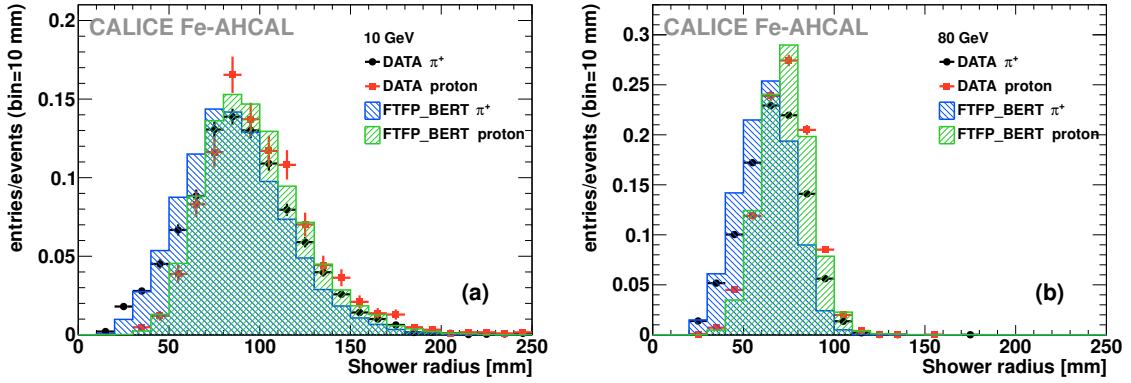 CALICE Fe-AHCAL
10 GeV
DATA π+
DATA proton
FTFP_BERT π+
FTFP_BERT proton
(a)
entries/events (bin=10 mm)
0.2
0.15
0.1
0.05
0
0 50 100 150 200 250
Shower radius [mm]
CALICE Fe-AHCAL
80 GeV
DATA π+
DATA proton
FTFP_BERT π+
FTFP_BERT proton
(b)
entries/events (bin=10 mm)
0.3
0.25
0.2
0.15
0.1
0.05
0
0 50 100 150 200 250
Shower radius [mm]